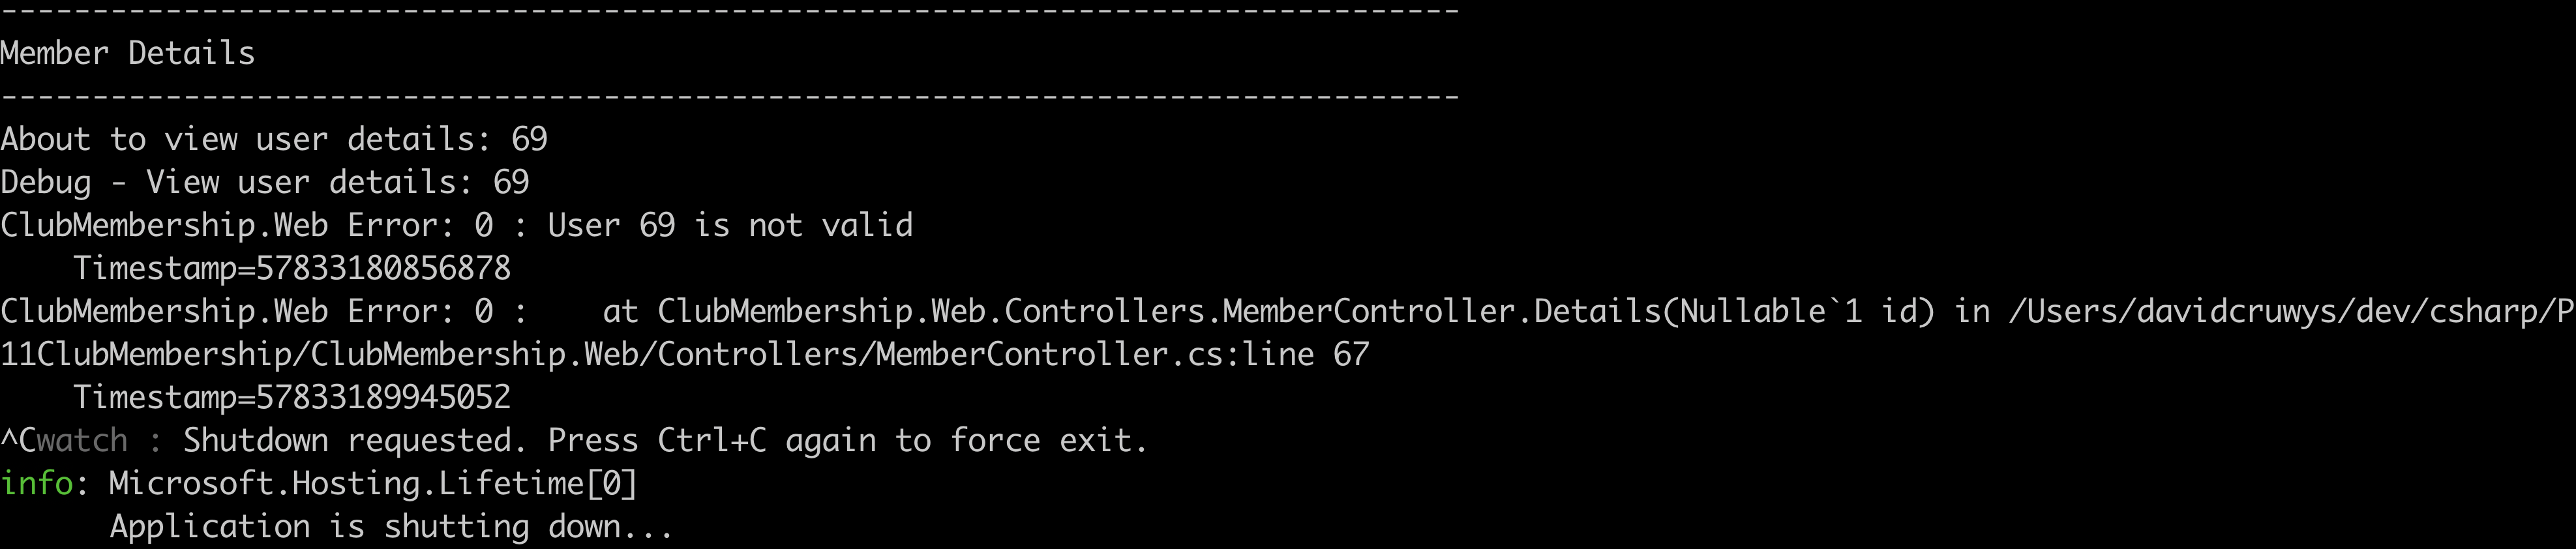 --------------------------------------------------------------------------------
Member Details
--------------------------------------------------------------------------------
About to view user details: 69
Debug - View user details: 69
ClubMembership.Web Error: 0 : User 69 is not valid
    Timestamp=57833180856878
ClubMembership.Web Error: 0 :    at ClubMembership.Web.Controllers.MemberController.Details(Nullable`1 id) in /Users/davidcruwys/dev/csharp/P
11ClubMembership/ClubMembership.Web/Controllers/MemberController.cs:line 67
    Timestamp=57833189945052
^Cwatch : Shutdown requested. Press Ctrl+C again to force exit.
info: Microsoft.Hosting.Lifetime[0]
      Application is shutting down...